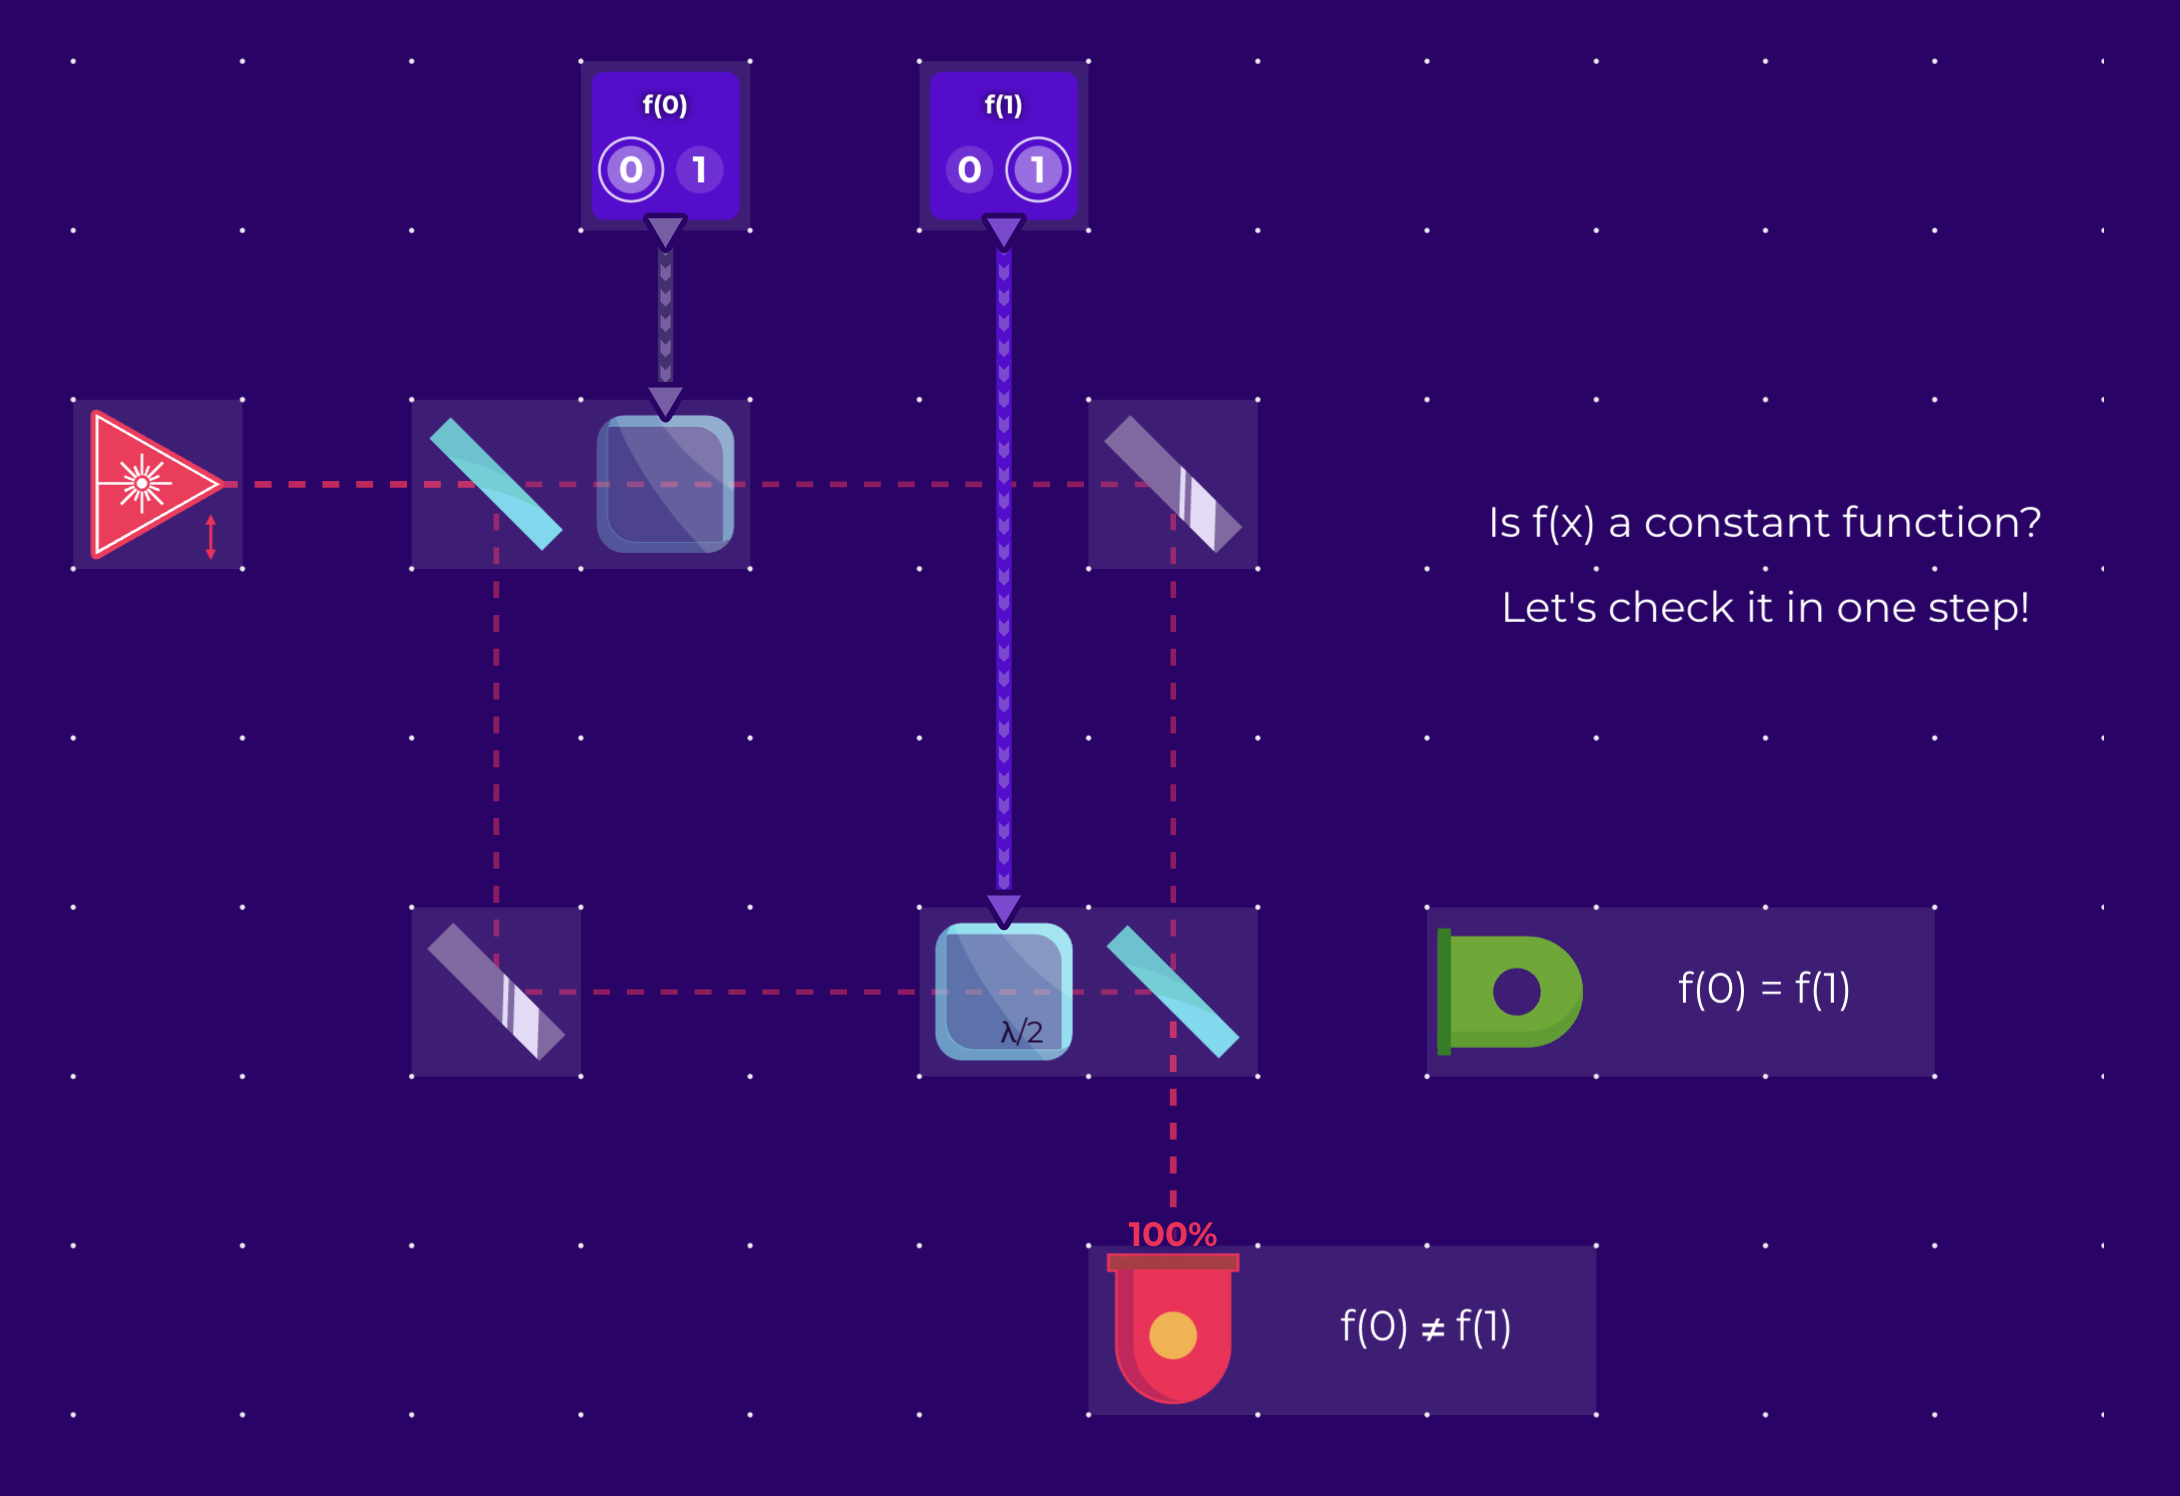 f(0)
0 1
f(1)
0 1
Is f(x) a constant function?
Let's check it in one step!
λ/2
f(0) = f(1)
100%
f(0) ≠ f(1)